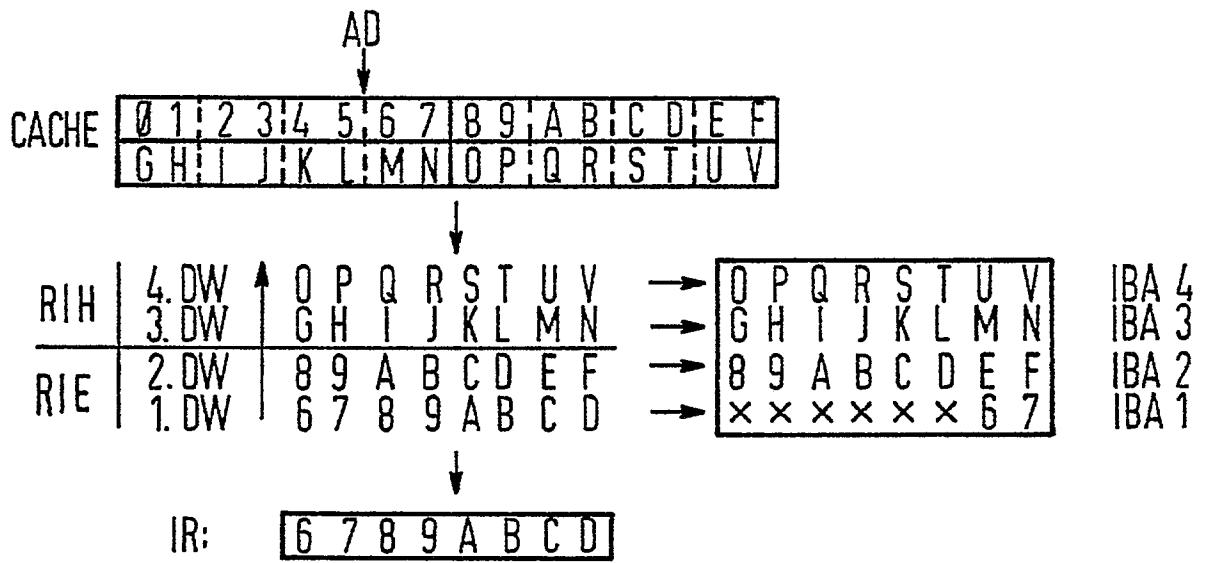 AD
CACHE 0 1 2 3 4 5 6 7 8 9 A B C D E F
G H I J K L M N O P Q R S T U V
RIH 4. DW O P Q R S T U V O P Q R S T U V IBA 4
3. DW G H I J K L M N G H I J K L M N IBA 3
RIE 2. DW 8 9 A B C D E F 8 9 A B C D E F IBA 2
1. DW 6 7 8 9 A B C D × × × × × × 6 7 IBA 1
IR: 6 7 8 9 A B C D